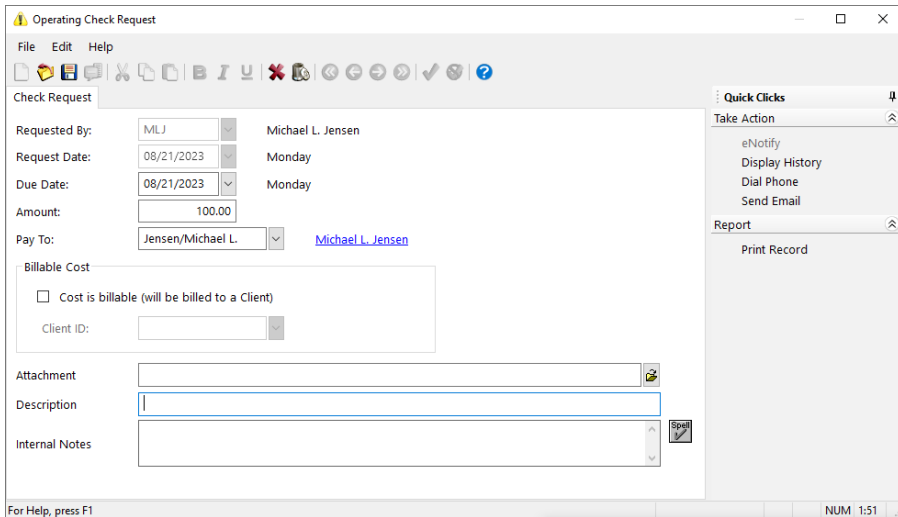 Operating Check Request
File Edit Help
B I U
Check Request
Requested By: MLJ Michael L. Jensen
Request Date: 08/21/2023 Monday
Due Date: 08/21/2023 Monday
Amount: 100.00
Pay To: Jensen/Michael L. Michael L. Jensen
Billable Cost
Cost is billable (will be billed to a Client)
Client ID:
Attachment
Description
Internal Notes
Spell
Quick Clicks
Take Action
eNotify
Display History
Dial Phone
Send Email
Report
Print Record
For Help, press F1 NUM 1:51